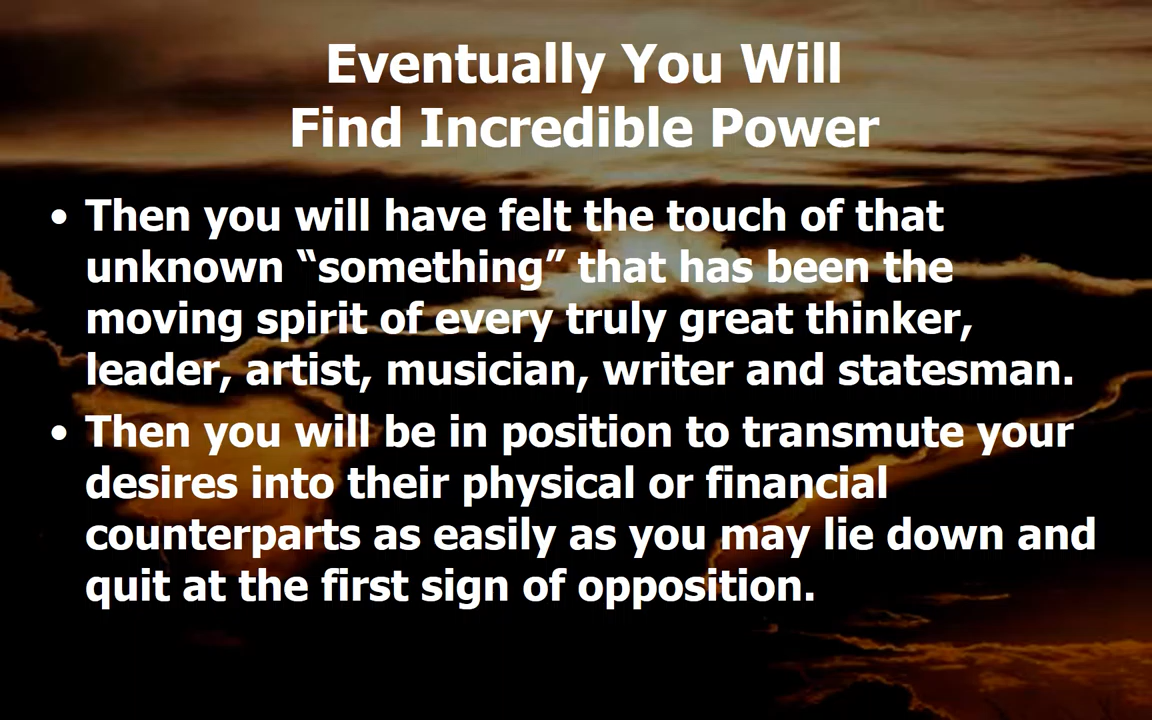 Eventually You Will
Find Incredible Power
• Then you will have felt the touch of that
unknown “something” that has been the
moving spirit of every truly great thinker,
leader, artist, musician, writer and statesman.
• Then you will be in position to transmute your
desires into their physical or financial
counterparts as easily as you may lie down and
quit at the first sign of opposition.